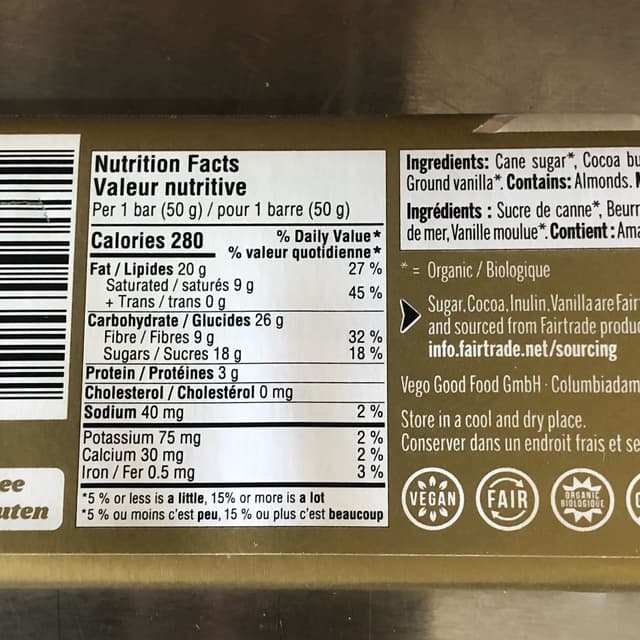 Nutrition Facts
Valeur nutritive
Per 1 bar (50 g) / pour 1 barre (50 g)
Calories 280
% Daily Value*
% valeur quotidienne*
Fat / Lipides 20 g 27 %
Saturated / saturés 9 g
+ Trans / trans 0 g 45 %
Carbohydrate / Glucides 26 g
Fibre / Fibres 9 g 32 %
Sugars / Sucres 18 g 18 %
Protein / Protéines 3 g
Cholesterol / Cholestérol 0 mg
Sodium 40 mg 2 %
Potassium 75 mg 2 %
Calcium 30 mg 2 %
Iron / Fer 0.5 mg 3 %
*5 % or less is a little, 15% or more is a lot
*5 % ou moins c'est peu, 15 % ou plus c'est beaucoup
Ingredients: Cane sugar*, Cocoa
Ground vanilla*. Contains: Almonds.
Ingrédients : Sucre de canne*,
de mer, Vanille moulue*. Contient :
* = Organic / Biologique
Sugar, Cocoa, Inulin, Vanilla are
and sourced from Fairtrade
info.fairtrade.net/sourcing
Vego Good Food GmbH ·
Store in a cool and dry place.
Conserver dans un endroit frais et
VEGAN
FAIR
ORGANIC
BIOLOGIQUE